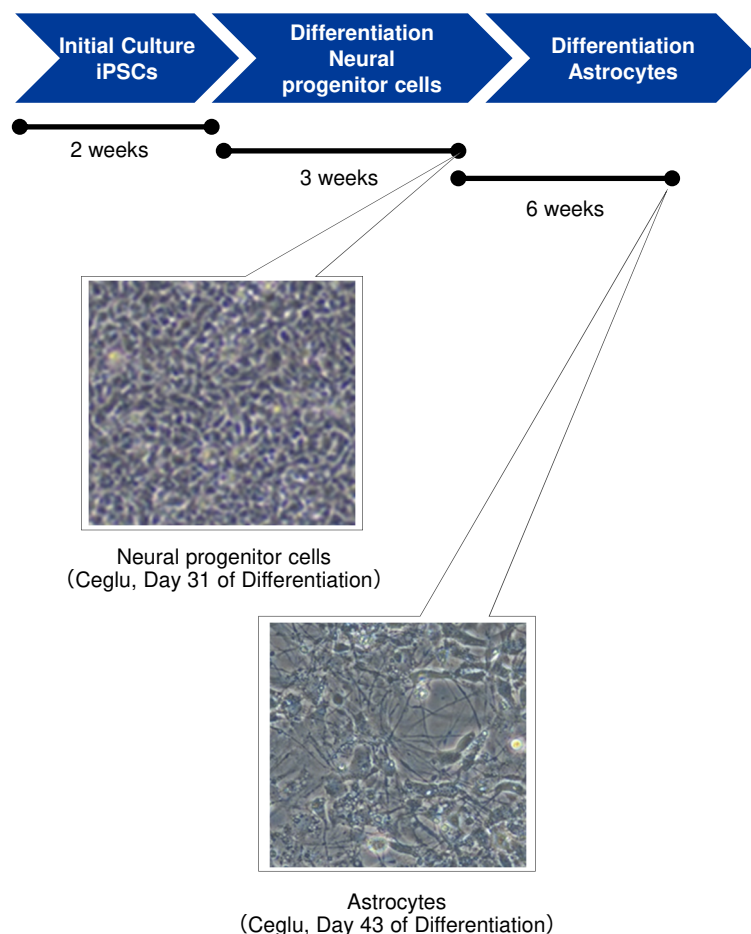 Initial Culture
iPSCs
Differentiation
Neural
progenitor cells
Differentiation
Astrocytes
2 weeks
3 weeks
6 weeks
Neural progenitor cells
（Ceglu, Day 31 of Differentiation）
Astrocytes
（Ceglu, Day 43 of Differentiation）